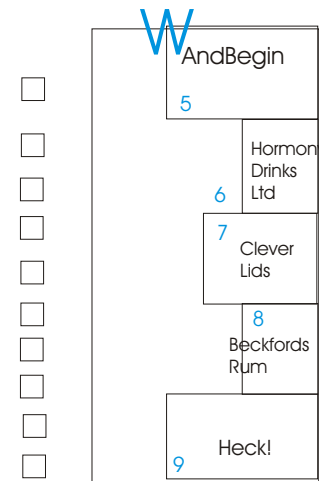 W
AndBegin
5
Hormon
Drinks
Ltd
6
7
Clever
Lids
8
Beckfords
Rum
Heck!
9